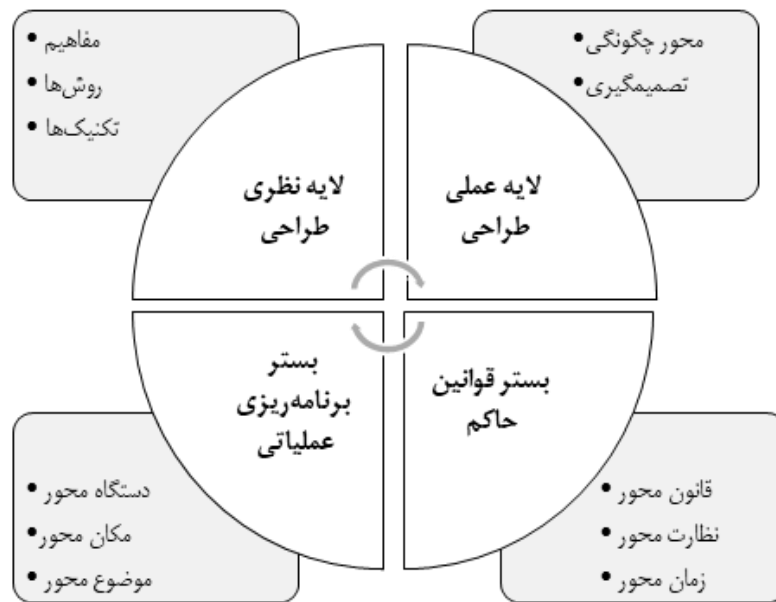 محور چگونگی
تصمیمگیری
مفاهیم
روش‌ها
تکنیک‌ها
لایه عملی
طراحی
لایه نظری
طراحی
بستر قوانین
حاکم
بستر
برنامه‌ریزی
عملیاتی
قانون محور
نظارت محور
زمان محور
دستگاه محور
مکان محور
موضوع محور